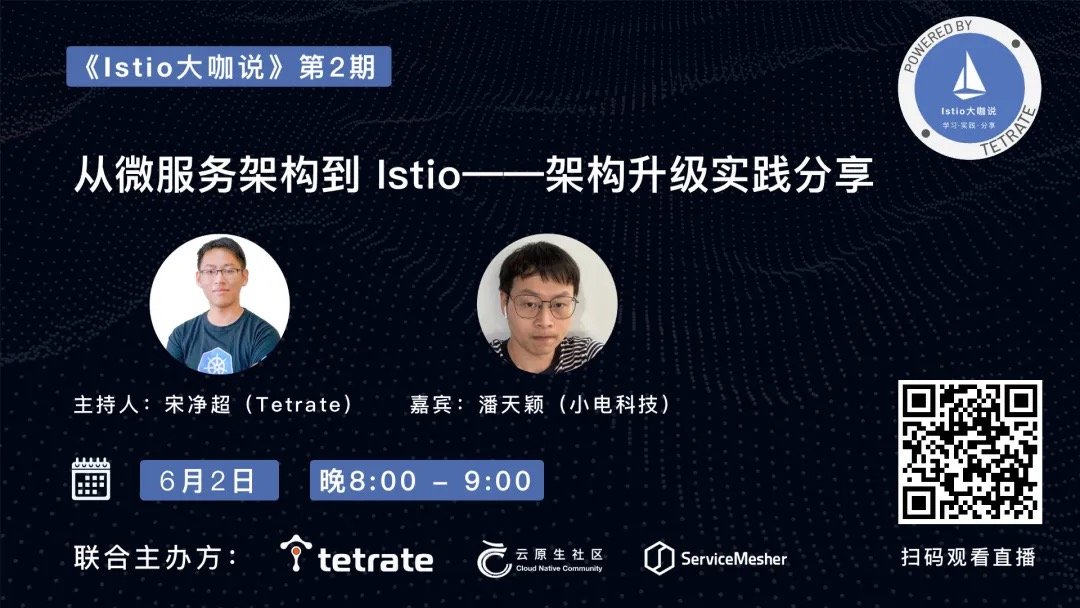 《Istio大咖说》第2期
POWERED BY
Istio大咖说
学习·实践·分享
TETRATE
从微服务架构到 Istio——架构升级实践分享
主持人：宋净超（Tetrate）
嘉宾：潘天颖（小电科技）
6月2日
晚8:00 – 9:00
联合主办方：
tetrate
云原生社区
Cloud Native Community
ServiceMesher
扫码观看直播